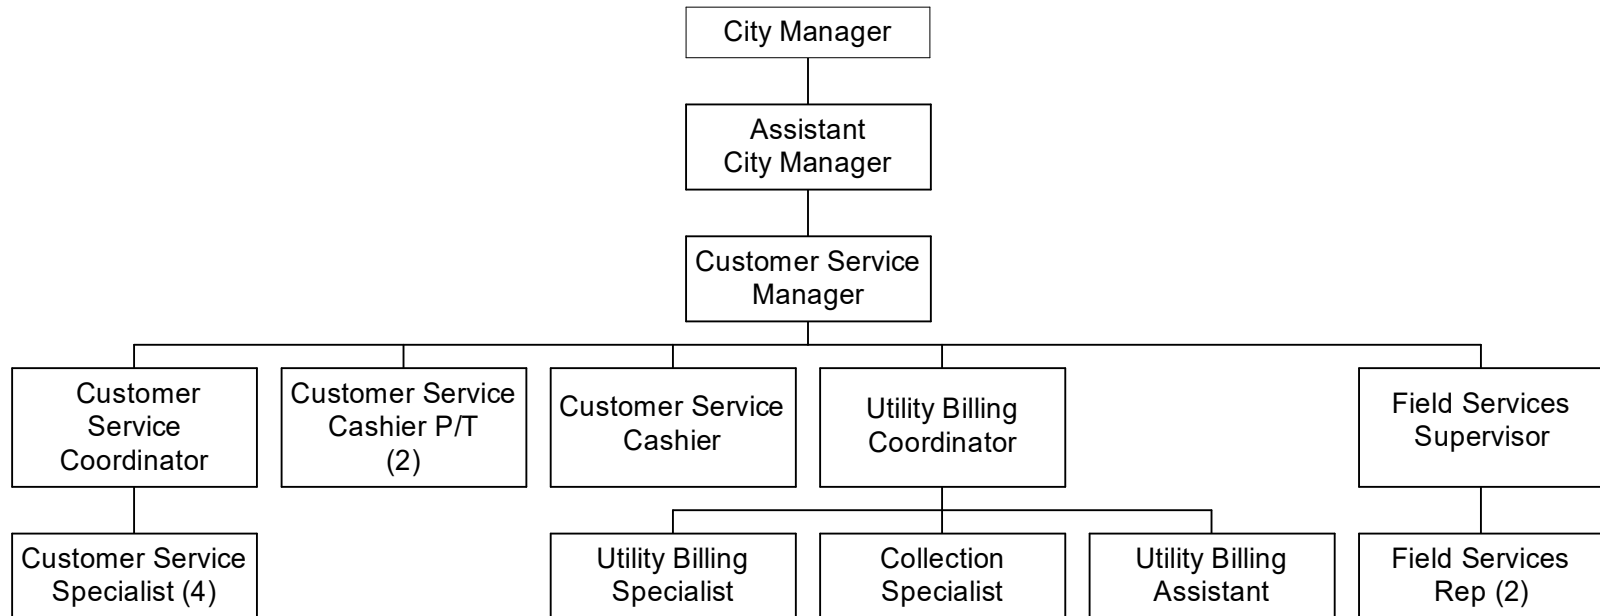 City Manager
Assistant
City Manager
Customer Service
Manager
Customer
Service
Coordinator
Customer Service
Cashier P/T
(2)
Customer Service
Cashier
Utility Billing
Coordinator
Field Services
Supervisor
Customer Service
Specialist (4)
Utility Billing
Specialist
Collection
Specialist
Utility Billing
Assistant
Field Services
Rep (2)